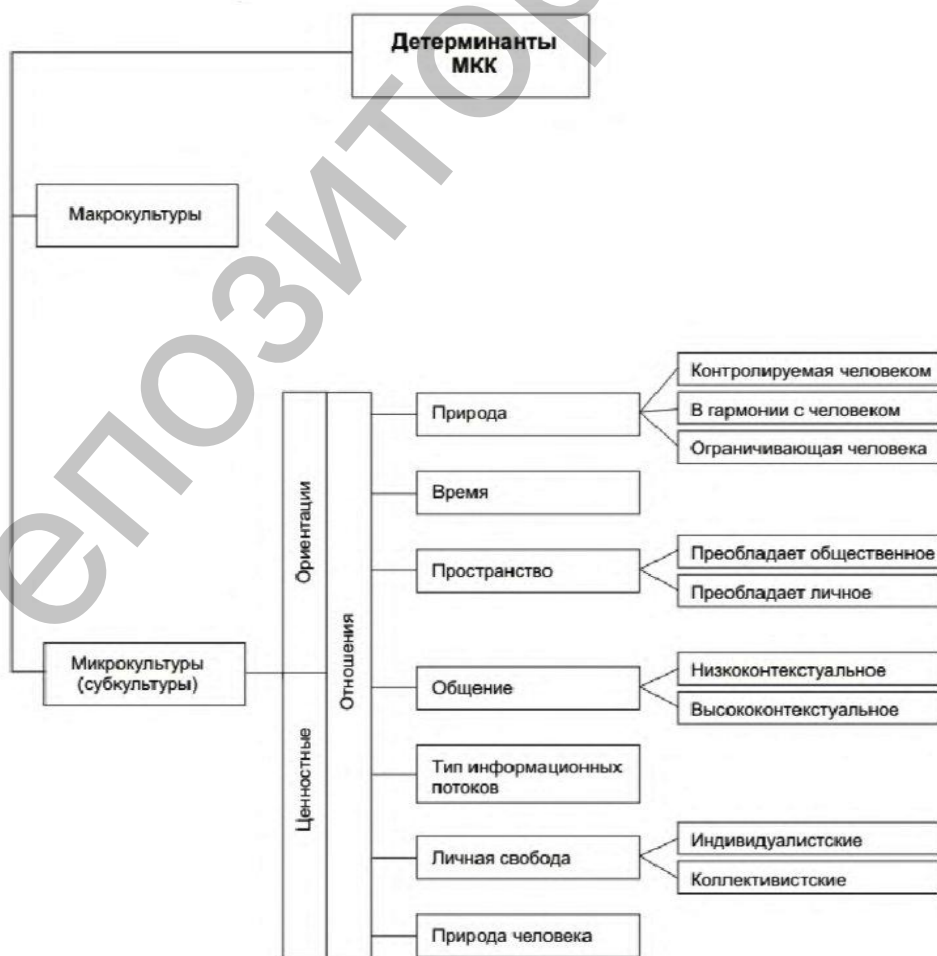 Детерминанты
МКК
Макрокультуры
Микрокультуры
(субкультуры)
Ценностные Ориентации
Отношения
Природа
Контролируемая человеком
В гармонии с человеком
Ограничивающая человека
Время
Пространство
Преобладает общественное
Преобладает личное
Общение
Низкоконтекстуальное
Высококонтекстуальное
Тип информационных
потоков
Личная свобода
Индивидуалистские
Коллективистские
Природа человека
епозитор